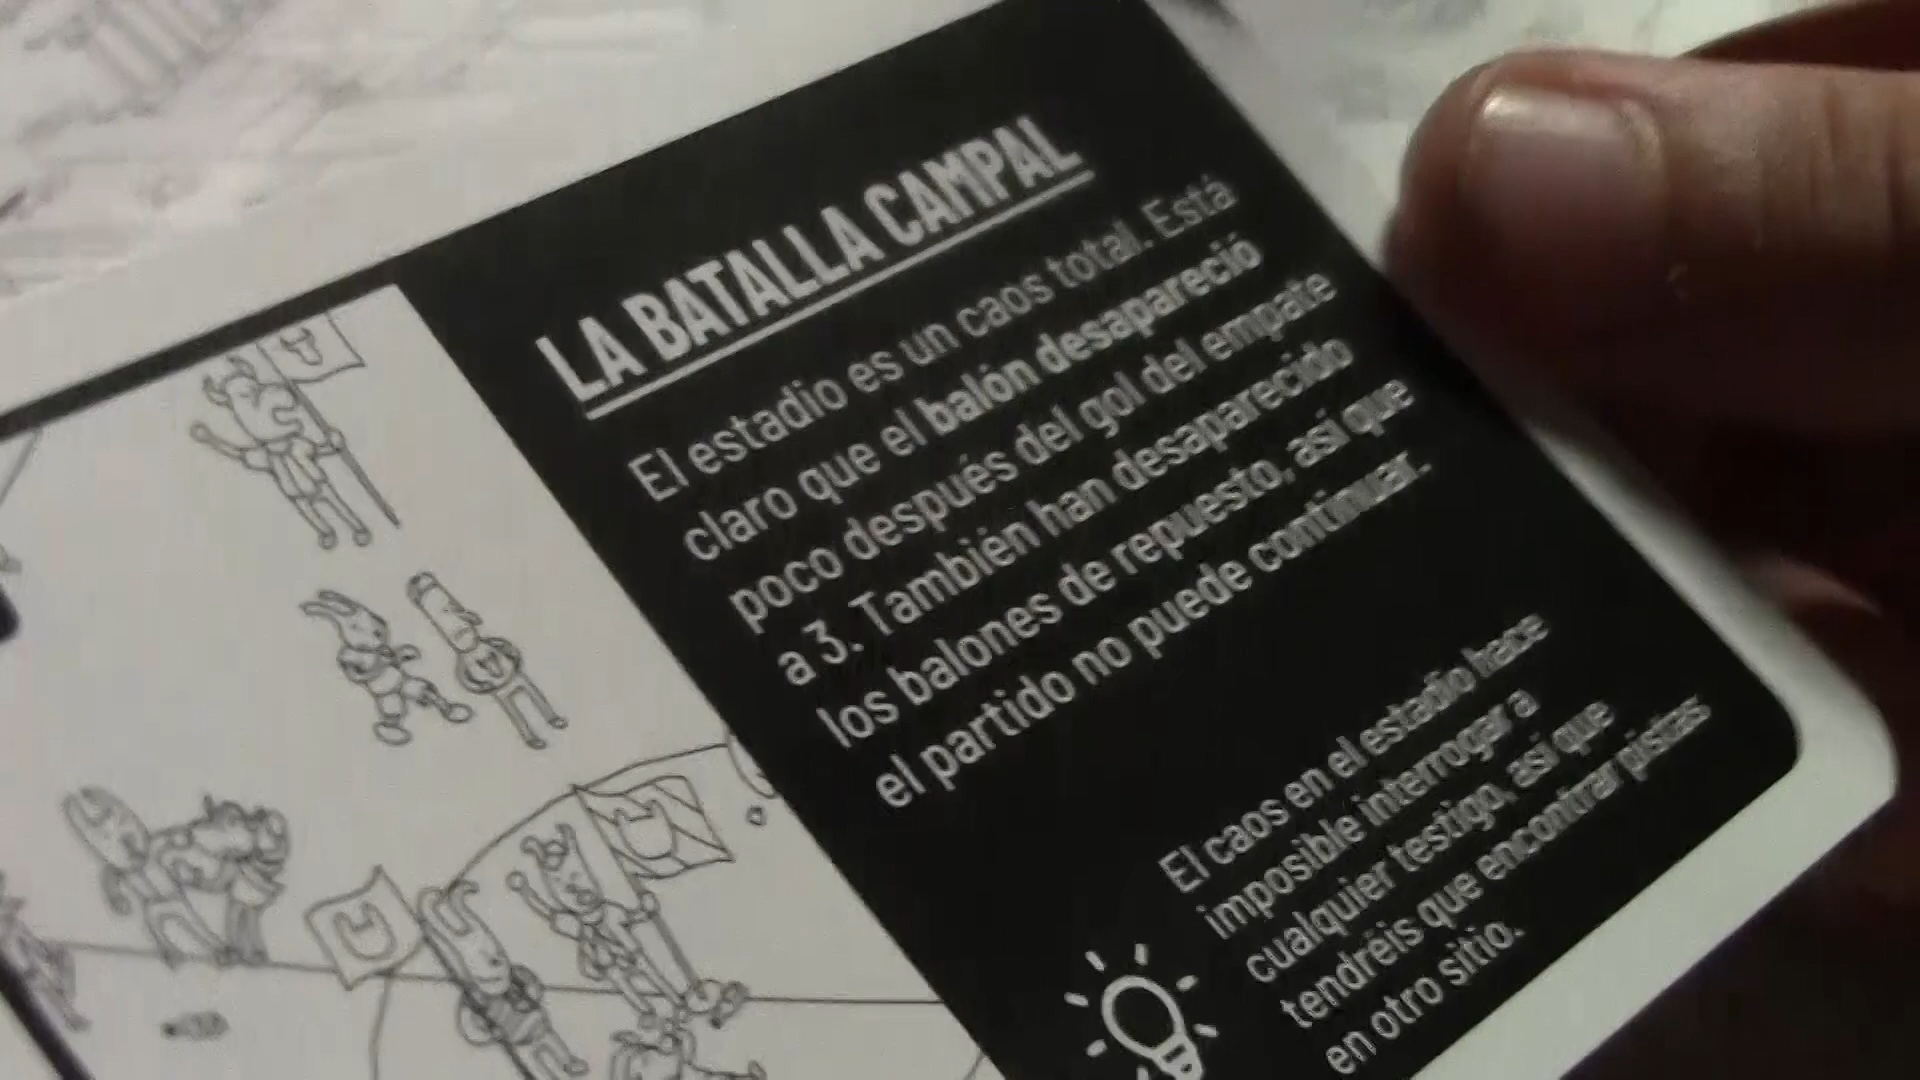 LA BATALLA CAMPAL
El estadio es un caos total. Está
claro que el balón desapareció
poco después del gol del empate
a 3. También han desaparecido
los balones de repuesto, así que
el partido no puede continuar.
El caos en el estadio hace
imposible interrogar a
cualquier testigo, así que
tendréis que encontrar pistas
en otro sitio.